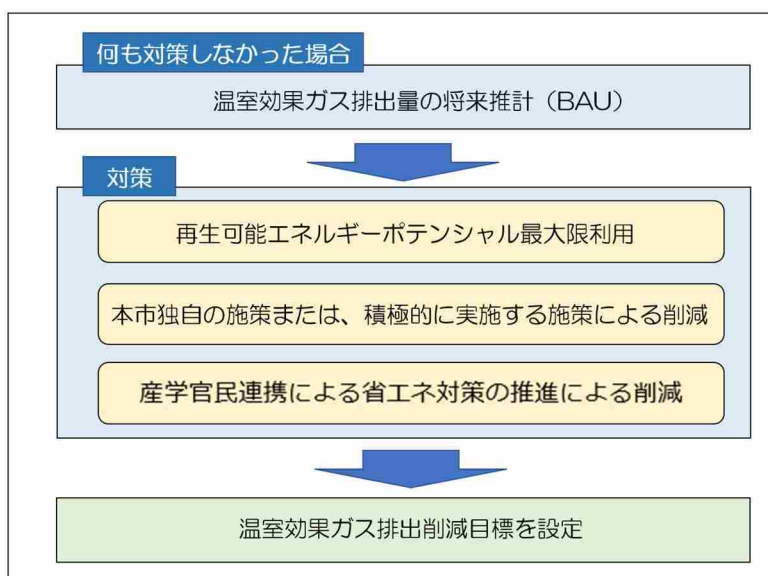 何も対策しなかった場合
温室効果ガス排出量の将来推計（BAU）
対策
再生可能エネルギーポテンシャル最大限利用
本市独自の施策または、積極的に実施する施策による削減
産学官民連携による省エネ対策の推進による削減
温室効果ガス排出削減目標を設定